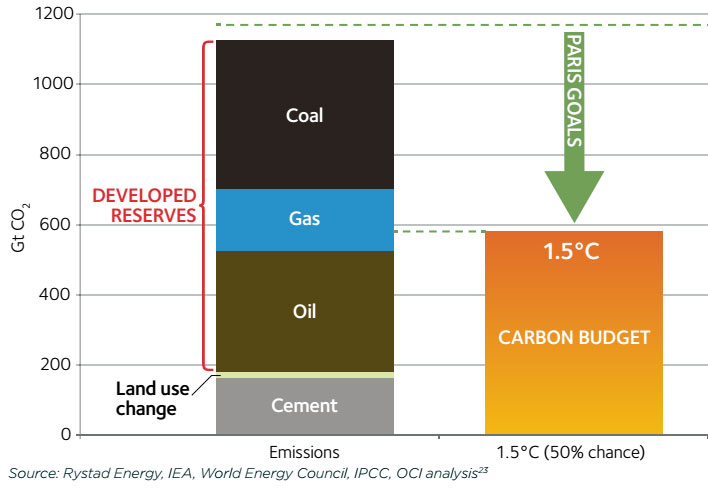 1200
1000
800
600
400
200
0
Gt CO₂
Coal
Gas
Oil
Cement
DEVELOPED
RESERVES
Land use
change
PARIS GOALS
1.5°C
CARBON BUDGET
Emissions
1.5°C (50% chance)
Source: Rystad Energy, IEA, World Energy Council, IPCC, OCI analysis²³